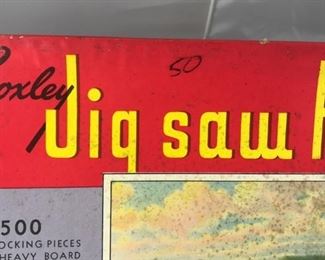 50
oxley
Jig saw
500
OCKING PIECES
HEAVY BOARD